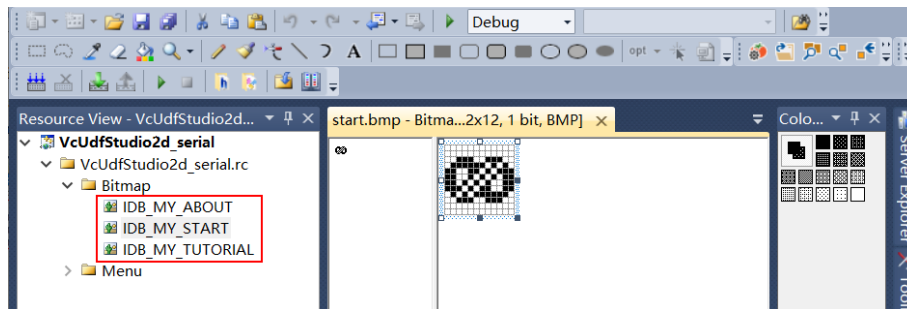 Debug
A
opt
Resource View - VcUdfStudio2d...
start.bmp - Bitma...2x12, 1 bit, BMP]
Colo...
VcUdfStudio2d_serial
VcUdfStudio2d_serial.rc
Bitmap
IDB_MY_ABOUT
IDB_MY_START
IDB_MY_TUTORIAL
Menu
Server Explorer